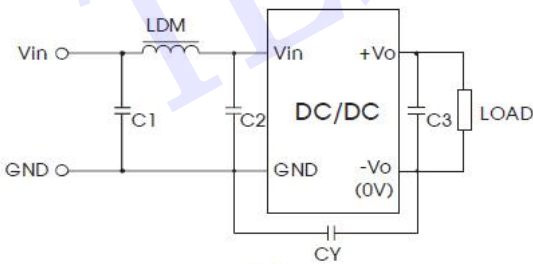 LDM
Vin
Vin
+Vo
C1
C2
DC/DC
C3
LOAD
GND
GND
-Vo
(0V)
CY